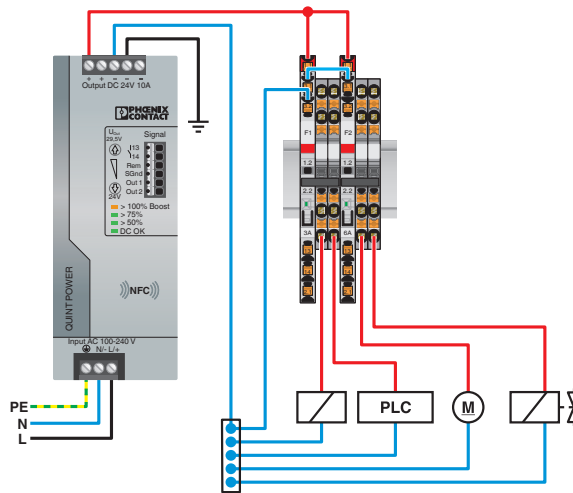 + + − − −
Output DC 24V 10A
PHŒNIX
CONTACT
UOut
29,5V
Signal
13
14
Rem
SGnd
Out 1
Out 2
24V
> 100% Boost
> 75%
> 50%
DC OK
QUINT POWER
NFC
Input AC 100-240 V
N/- L/+
PE
N
L
F1
F2
1.2
1.2
2.2
2.2
3A
6A
PLC
M